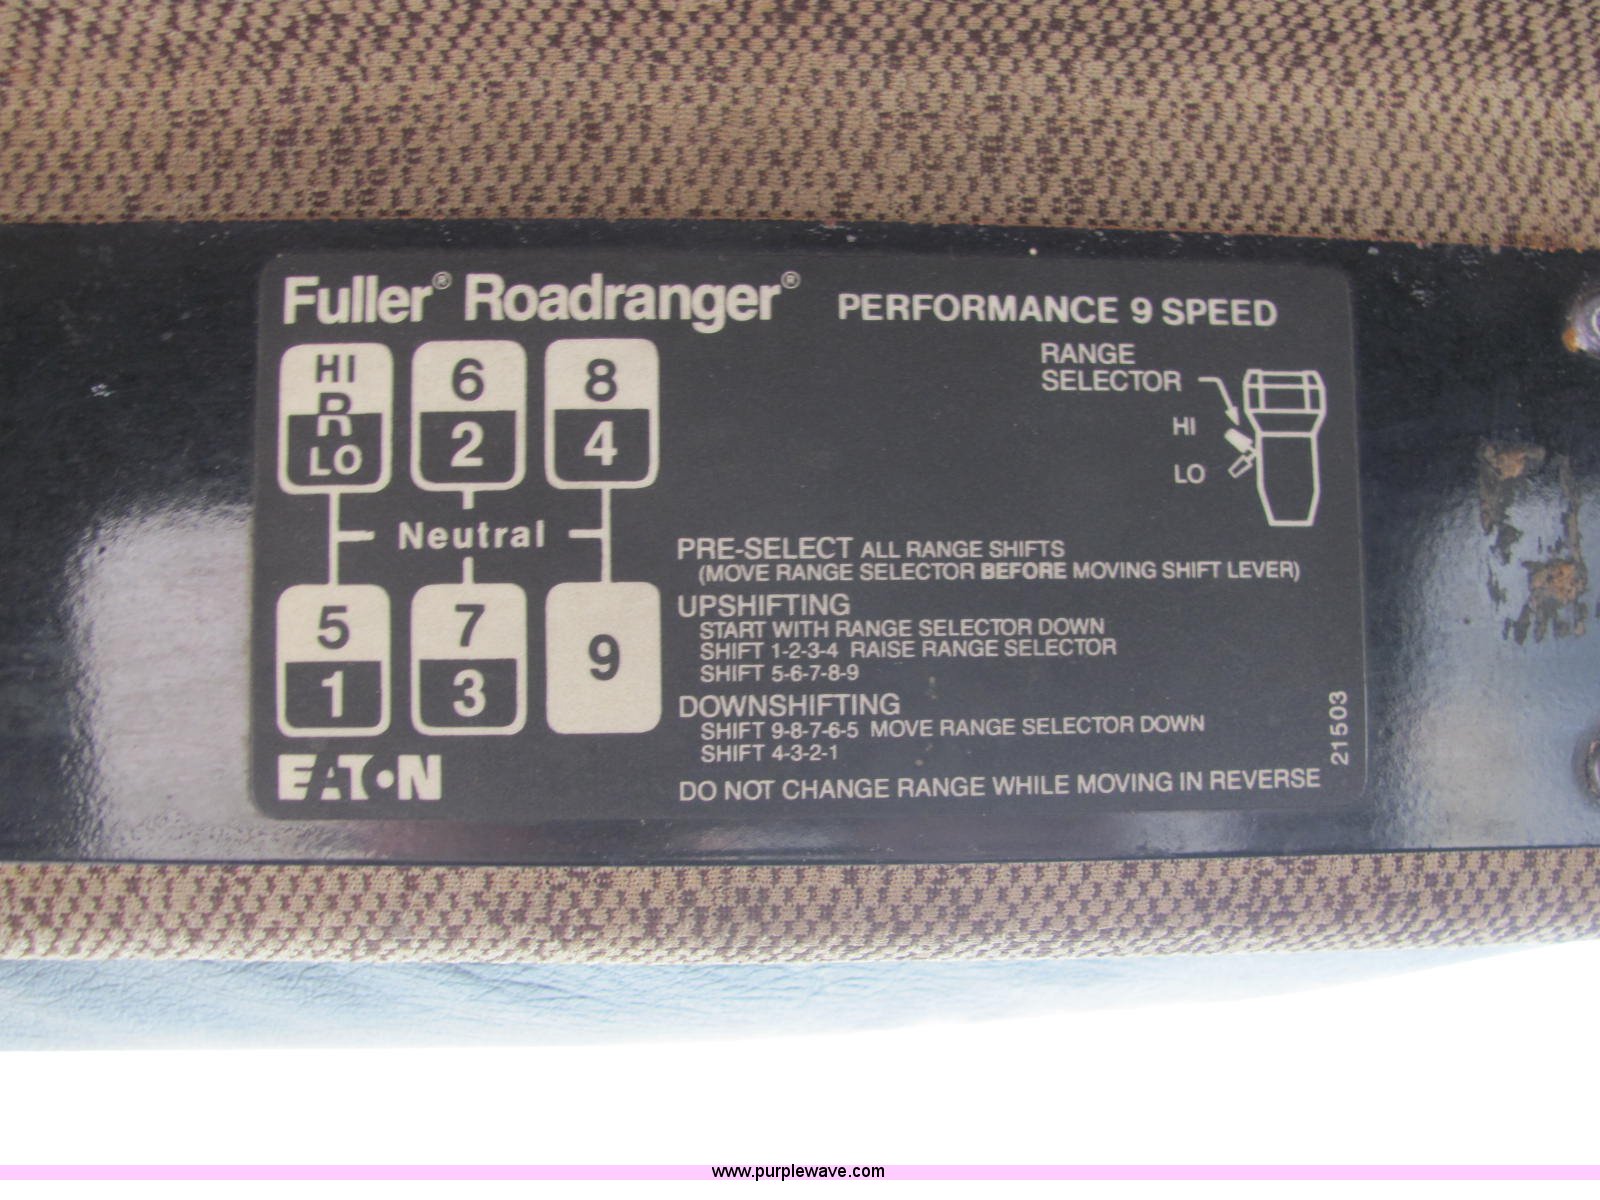 Fuller® Roadranger® PERFORMANCE 9 SPEED
HI
R
LO
6
2
8
4
Neutral
5
1
7
3
9
EATON
RANGE
SELECTOR
HI
LO
PRE-SELECT ALL RANGE SHIFTS
(MOVE RANGE SELECTOR BEFORE MOVING SHIFT LEVER)
UPSHIFTING
START WITH RANGE SELECTOR DOWN
SHIFT 1-2-3-4 RAISE RANGE SELECTOR
SHIFT 5-6-7-8-9
DOWNSHIFTING
SHIFT 9-8-7-6-5 MOVE RANGE SELECTOR DOWN
SHIFT 4-3-2-1
DO NOT CHANGE RANGE WHILE MOVING IN REVERSE
21503
www.purplewave.com